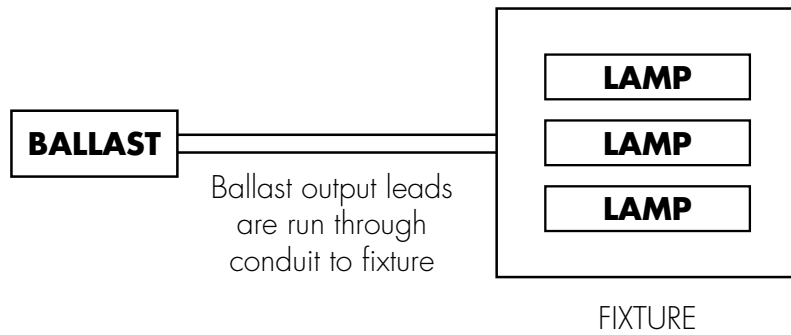 BALLAST
Ballast output leads
are run through
conduit to fixture
LAMP
LAMP
LAMP
FIXTURE